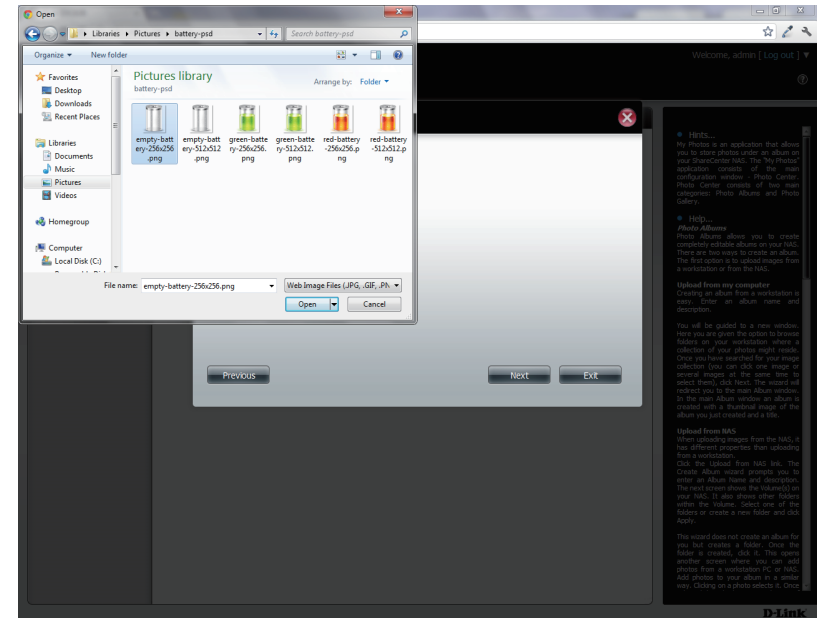 Open
Libraries
Pictures
battery-psd
Search battery-psd
Organize
New folder
Favorites
Desktop
Downloads
Recent Places
Libraries
Documents
Music
Pictures
Videos
Homegroup
Computer
Local Disk (C:)
Pictures library
battery-psd
Arrange by: Folder
empty-batt
ery-256x256
.png
empty-batt
ery-512x512
.png
green-batte
ry-256x256.
png
green-batte
ry-512x512.
png
red-battery
-256x256.p
ng
red-battery
-512x512.p
ng
File name: empty-battery-256x256.png
Web Image Files (.JPG, .GIF, .PN
Open
Cancel
Previous
Next
Exit
Welcome, admin [ Log out ]
Hints...
My Photos is an application that allows
you to store photos under an album on
your ShareCenter NAS. The "My Photos"
application consists of the main
configuration window - Photo Center.
Photo Center consists of two main
categories: Photo Albums and Photo
Gallery.
Help...
Photo Albums
Photo Albums allows you to create
completely editable albums on your NAS.
There are two ways to create an album.
The first option is to upload images from
a workstation or from the NAS.
Upload from my computer
Creating an album from a workstation is
easy. Enter an album name and
description.
You will be guided to a new window.
Here you are given the option to browse
folders on your workstation where a
collection of your photos might reside.
Once you have searched for your image
collection (you can click one image or
several images at the same time to
select them), click Next. The wizard will
redirect you to the main Album window.
In the main Album window an album is
created with a thumbnail image of the
album you just created and a title.
Upload from NAS
When uploading images from the NAS, it
has different properties than uploading
from a workstation.
Click the Upload from NAS link. The
Create Album wizard prompts you to
enter an Album Name and description.
The next screen shows the Volume(s) on
your NAS. It also shows other folders
within the Volume. Select one of the
folders or create a new folder and click
Apply.
This wizard does not create an album for
you but creates a folder. Once the
folder is created, click it. This opens
another screen where you can add
photos from a workstation PC or NAS.
Add photos to your album in a similar
way. Clicking on a photo selects it. Once
D-Link